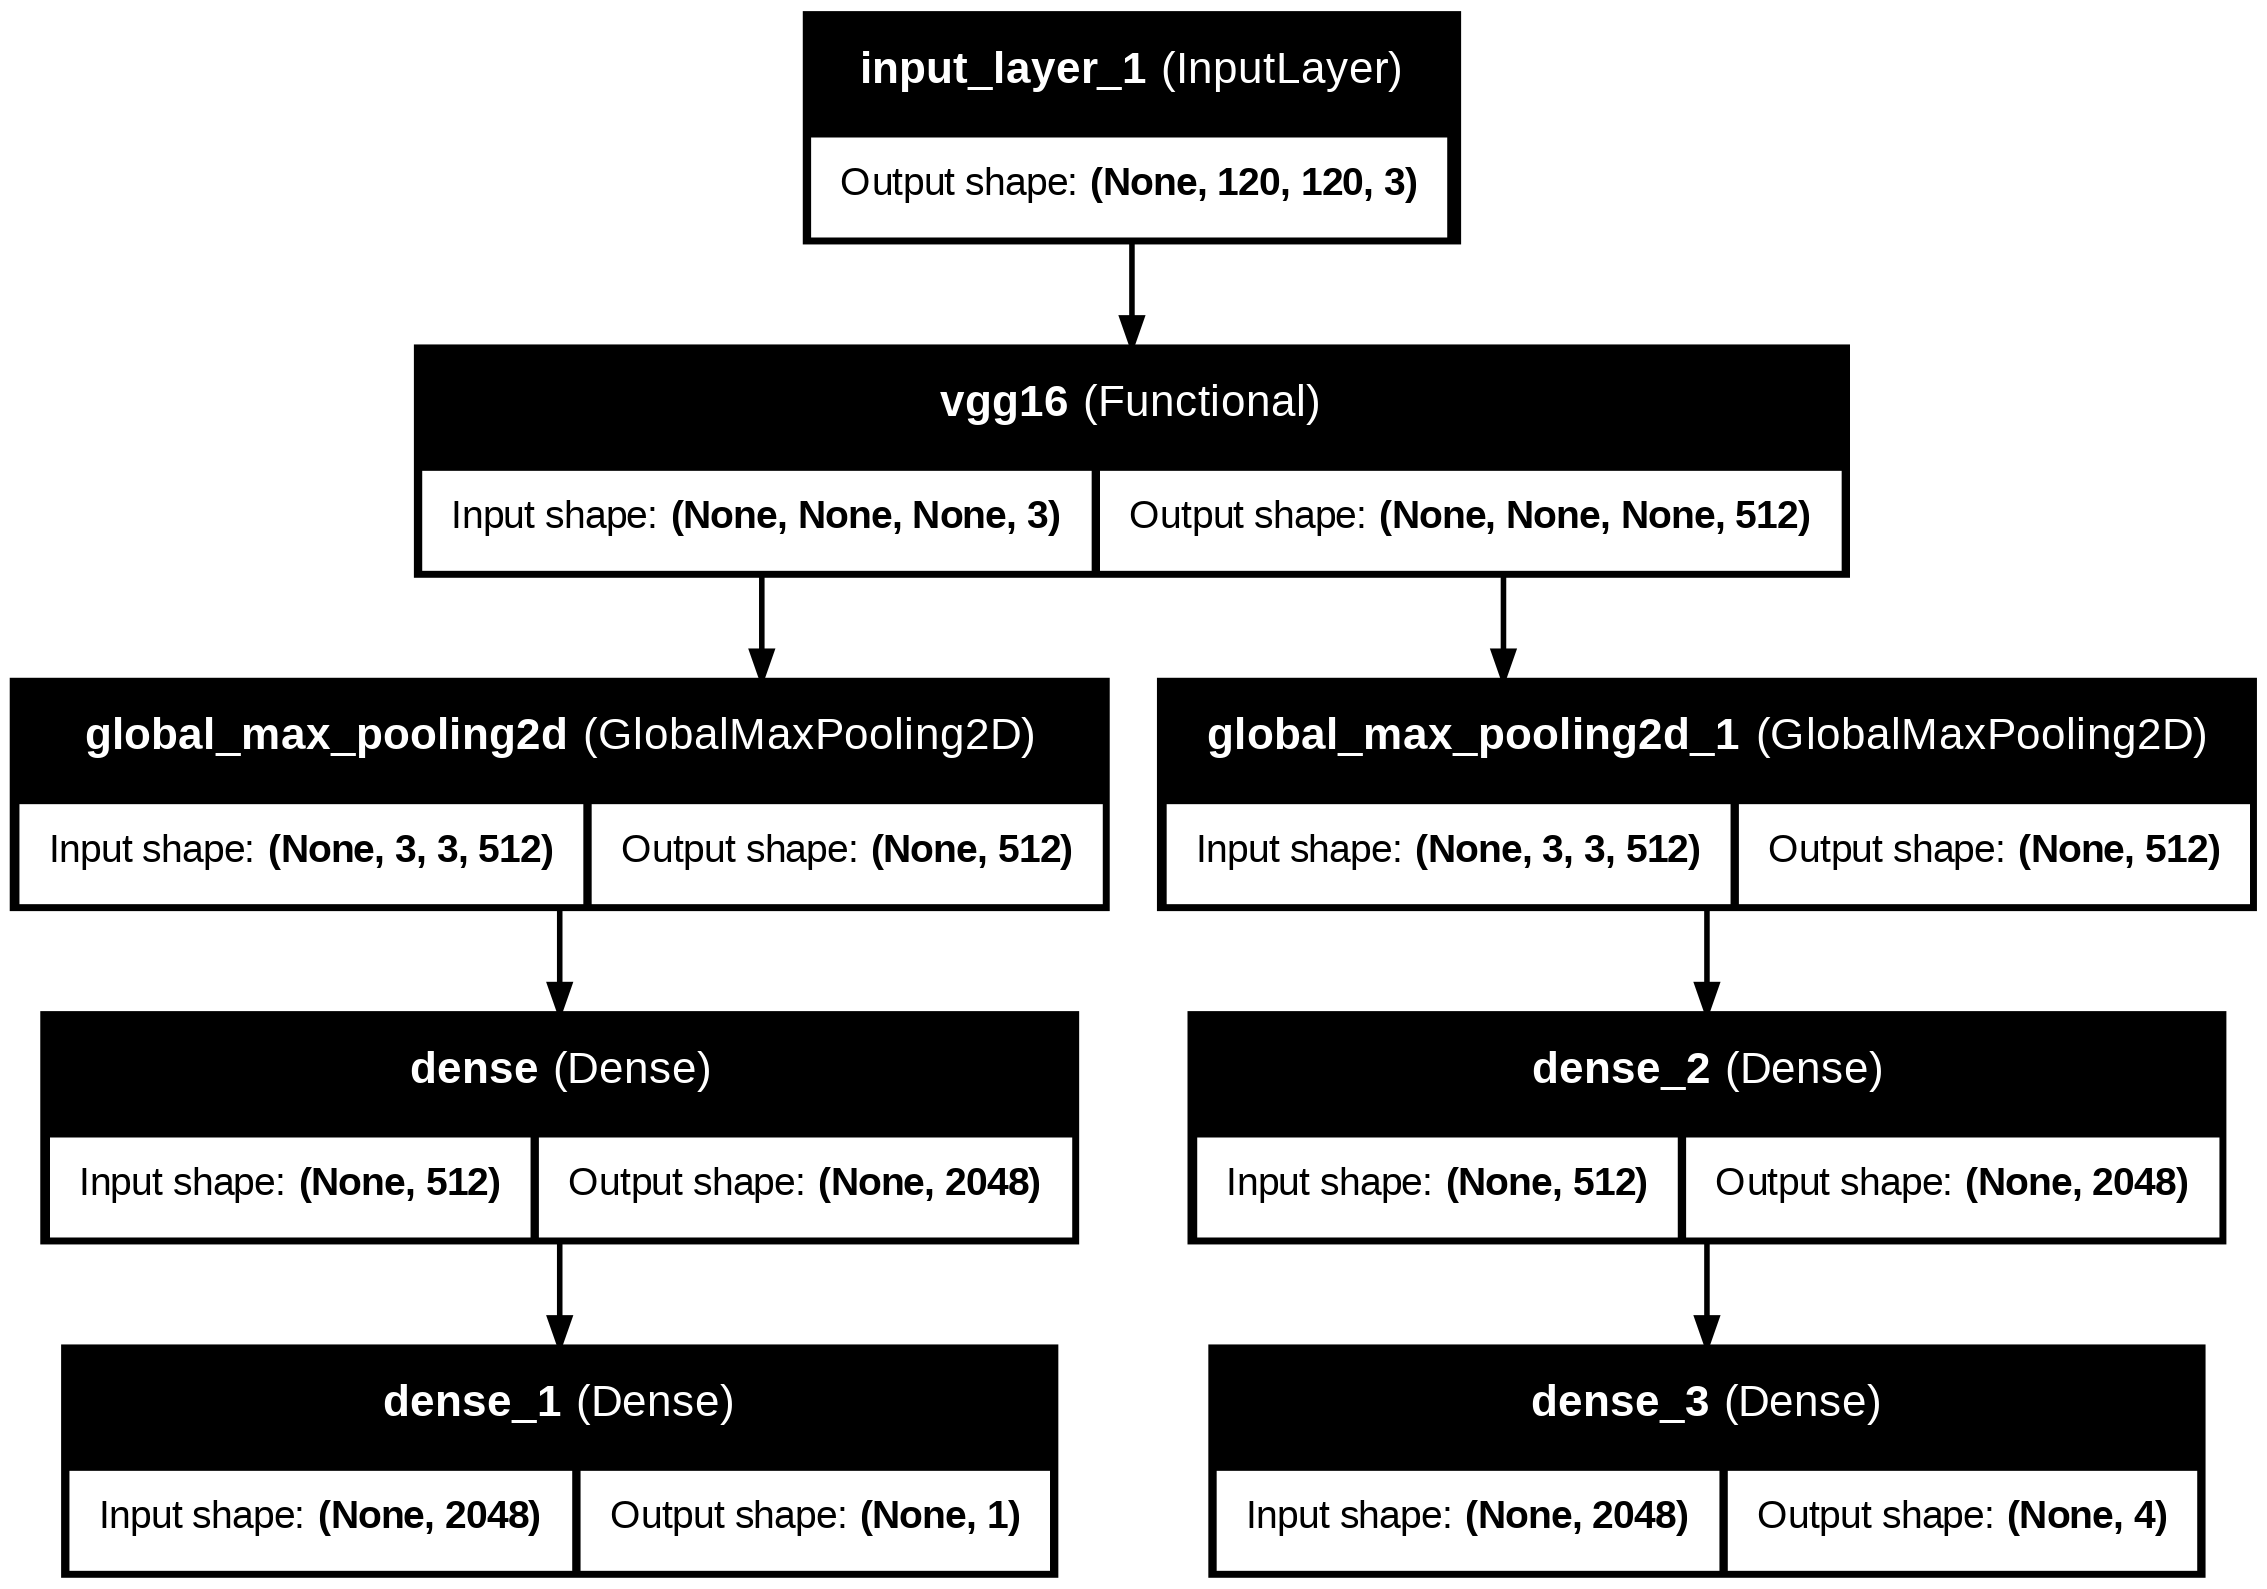 input_layer_1 (InputLayer)
Output shape: (None, 120, 120, 3)
vgg16 (Functional)
Input shape: (None, None, None, 3)
Output shape: (None, None, None, 512)
global_max_pooling2d (GlobalMaxPooling2D)
Input shape: (None, 3, 3, 512)
Output shape: (None, 512)
global_max_pooling2d_1 (GlobalMaxPooling2D)
Input shape: (None, 3, 3, 512)
Output shape: (None, 512)
dense (Dense)
Input shape: (None, 512)
Output shape: (None, 2048)
dense_2 (Dense)
Input shape: (None, 512)
Output shape: (None, 2048)
dense_1 (Dense)
Input shape: (None, 2048)
Output shape: (None, 1)
dense_3 (Dense)
Input shape: (None, 2048)
Output shape: (None, 4)